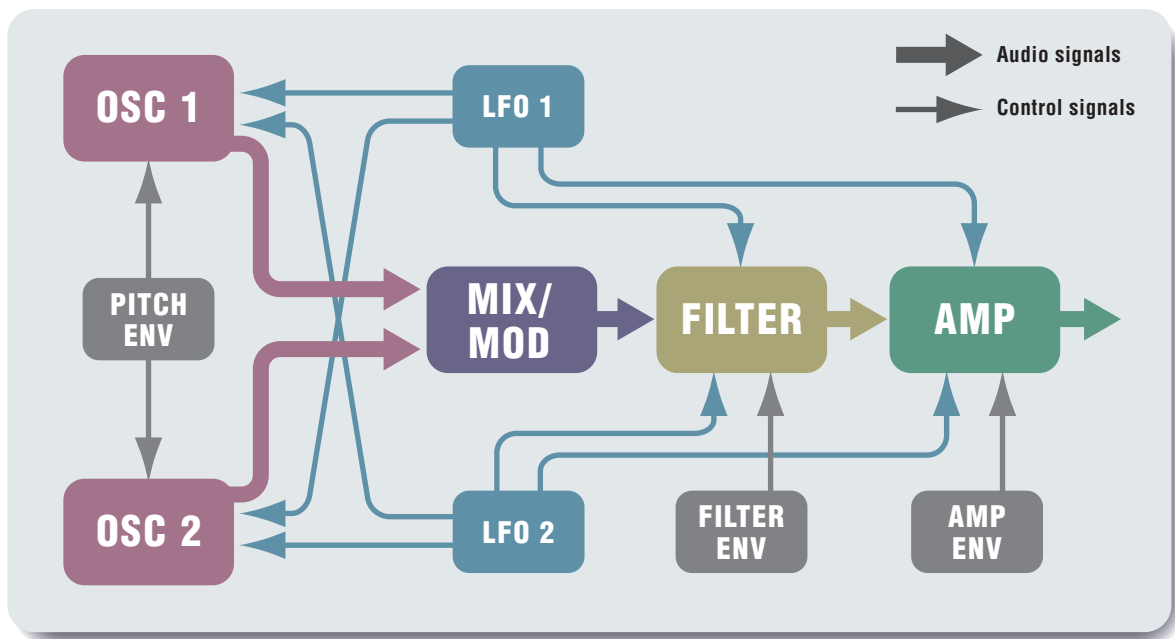 OSC 1
LFO 1
Audio signals
Control signals
PITCH
ENV
MIX/
MOD
FILTER
AMP
OSC 2
LFO 2
FILTER
ENV
AMP
ENV